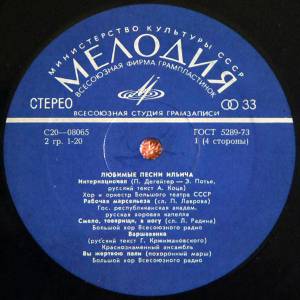 МИНИСТЕРСТВО КУЛЬТУРЫ СССР
МЕЛОДИЯ
ВСЕСОЮЗНАЯ ФИРМА ГРАМПЛАСТИНОК
СТЕРЕО
33
ВСЕСОЮЗНАЯ СТУДИЯ ГРАМЗАПИСИ
С20—08065
ГОСТ 5289-73
2 гр. 1-20
1 (4 стороны)
ЛЮБИМЫЕ ПЕСНИ ИЛЬИЧА
Интернационал (П. Дегейтер — Э. Потье,
русский текст А. Коца)
Хор и оркестр Большого театра СССР
Рабочая марсельеза (сл. П. Лаврова)
Гос. республиканская академ.
русская хоровая капелла
Смело, товарищи, в ногу (сл. Л. Радина)
Большой хор Всесоюзного радио
Варшавянка
(русский текст Г. Кржижановского)
Краснознаменный ансамбль
Вы жертвою пали (похоронный марш)
Большой хор Всесоюзного радио